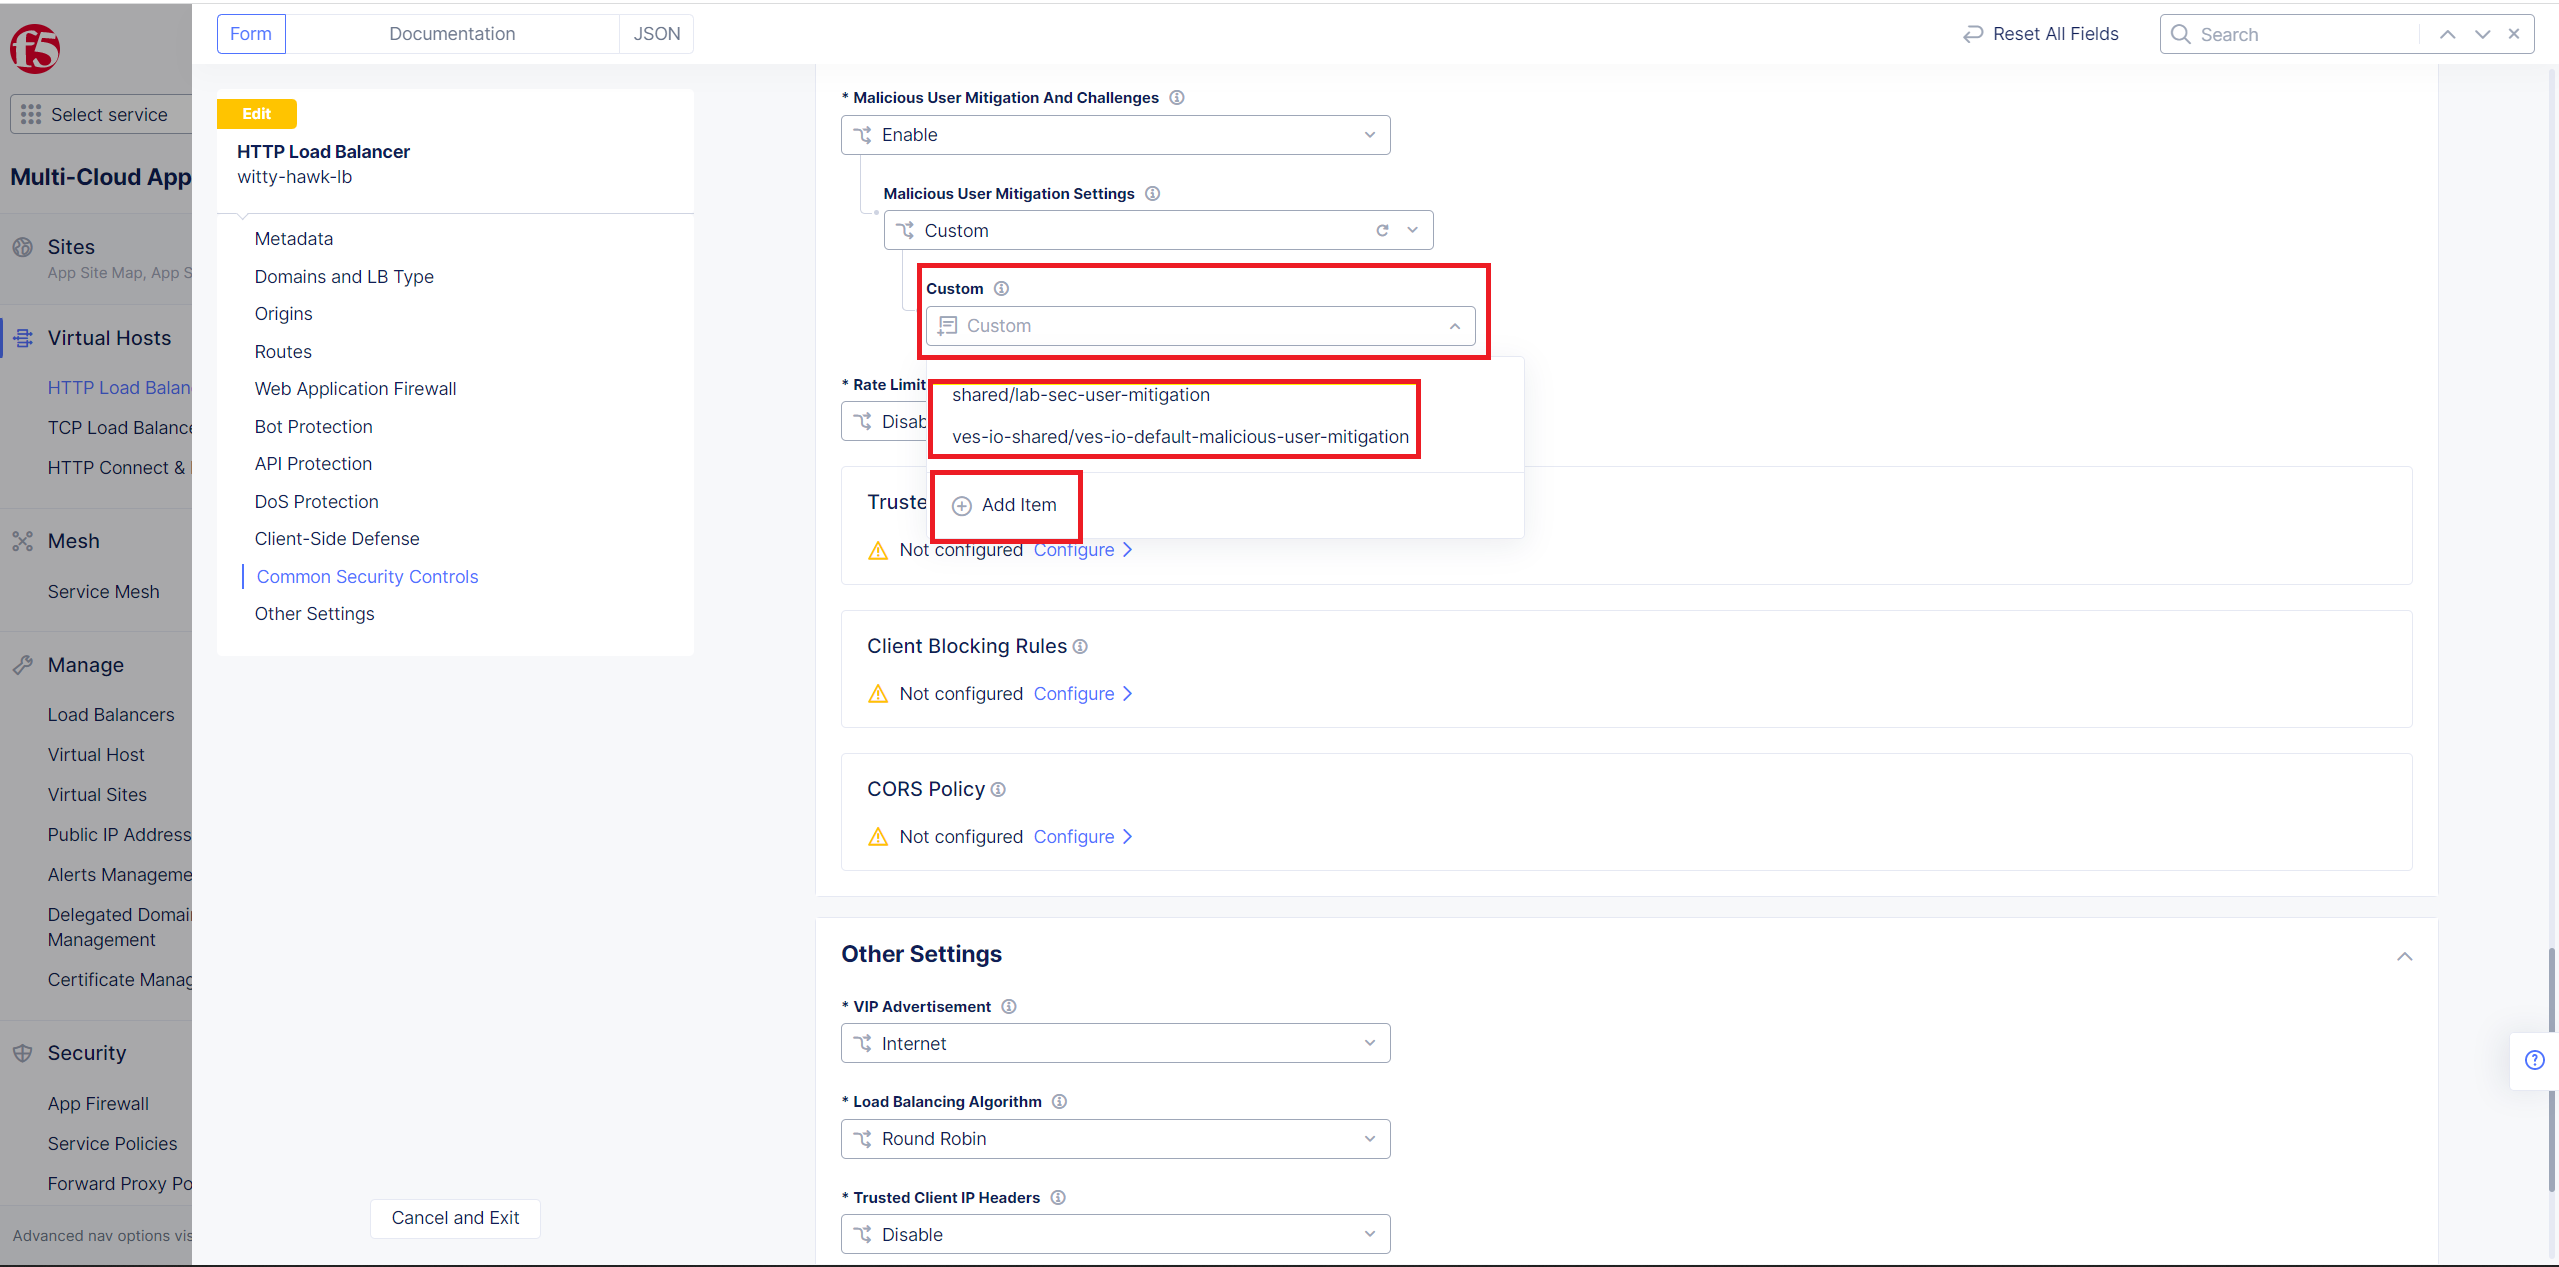 f5
Select service
Multi-Cloud App
Sites
App Site Map, App S
Virtual Hosts
HTTP Load Balan
TCP Load Balance
HTTP Connect &
Mesh
Service Mesh
Manage
Load Balancers
Virtual Host
Virtual Sites
Public IP Address
Alerts Manageme
Delegated Domai
Management
Certificate Manag
Security
App Firewall
Service Policies
Forward Proxy Po
Advanced nav options vis
Form
Documentation
JSON
Reset All Fields
Search
Edit
HTTP Load Balancer
witty-hawk-lb
Metadata
Domains and LB Type
Origins
Routes
Web Application Firewall
Bot Protection
API Protection
DoS Protection
Client-Side Defense
Common Security Controls
Other Settings
Cancel and Exit
* Malicious User Mitigation And Challenges
Enable
Malicious User Mitigation Settings
Custom
Custom
Custom
* Rate Limit
Disab
shared/lab-sec-user-mitigation
ves-io-shared/ves-io-default-malicious-user-mitigation
Add Item
Truste
Not configured Configure
Client Blocking Rules
Not configured Configure
CORS Policy
Not configured Configure
Other Settings
* VIP Advertisement
Internet
* Load Balancing Algorithm
Round Robin
* Trusted Client IP Headers
Disable